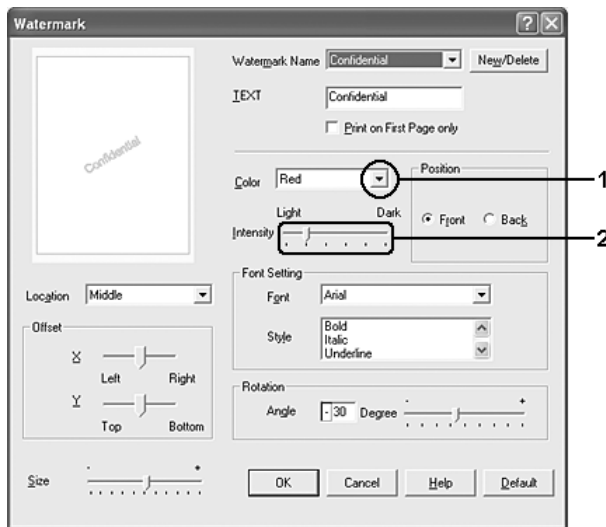 Watermark
Watermark Name Confidential New/Delete
TEXT Confidential
Print on First Page only
Confidential
Color Red 1
Position
Front Back
Light Dark
Intensity 2
Font Setting
Font Arial
Style Bold
Italic
Underline
Location Middle
Offset
X
Left Right
Y
Top Bottom
Rotation
Angle -30 Degree - +
Size - +
OK Cancel Help Default